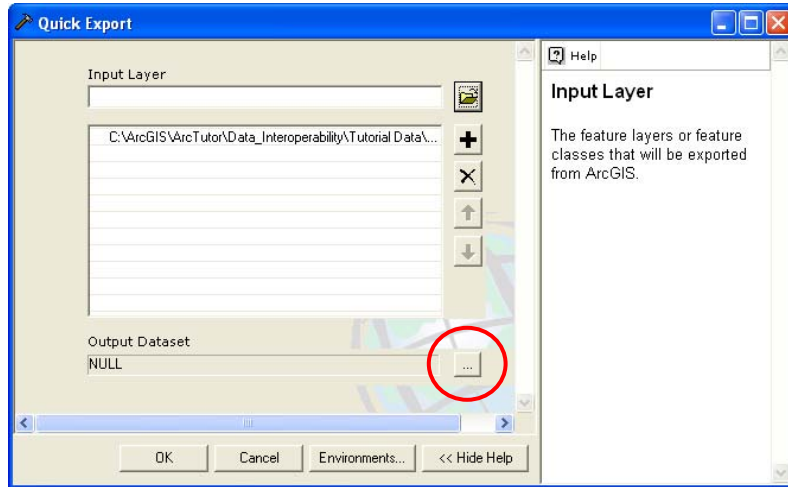 Quick Export
Input Layer
C:\ArcGIS\ArcTutor\Data_Interoperability\Tutorial Data\...
Output Dataset
NULL
...
OK
Cancel
Environments...
<< Hide Help
Help
Input Layer
The feature layers or feature
classes that will be exported
from ArcGIS.